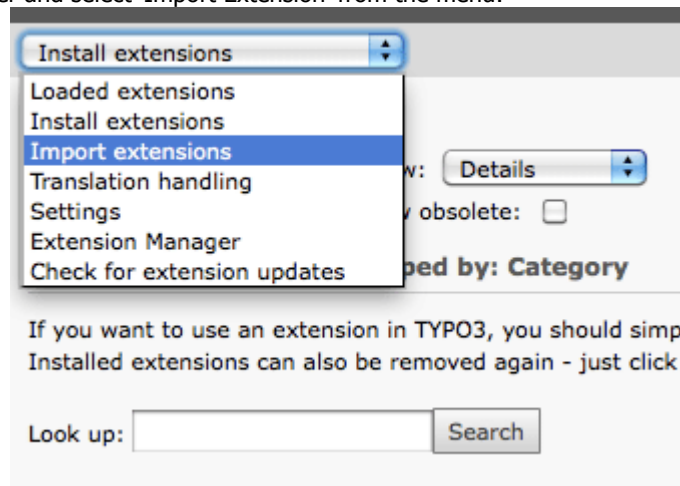 and select 'Import Extension' from the menu.
Install extensions
Loaded extensions
Install extensions
Import extensions
Translation handling
Settings
Extension Manager
Check for extension updates
w: Details
obsolete:
ped by: Category
If you want to use an extension in TYPO3, you should simp
Installed extensions can also be removed again - just click
Look up:
Search